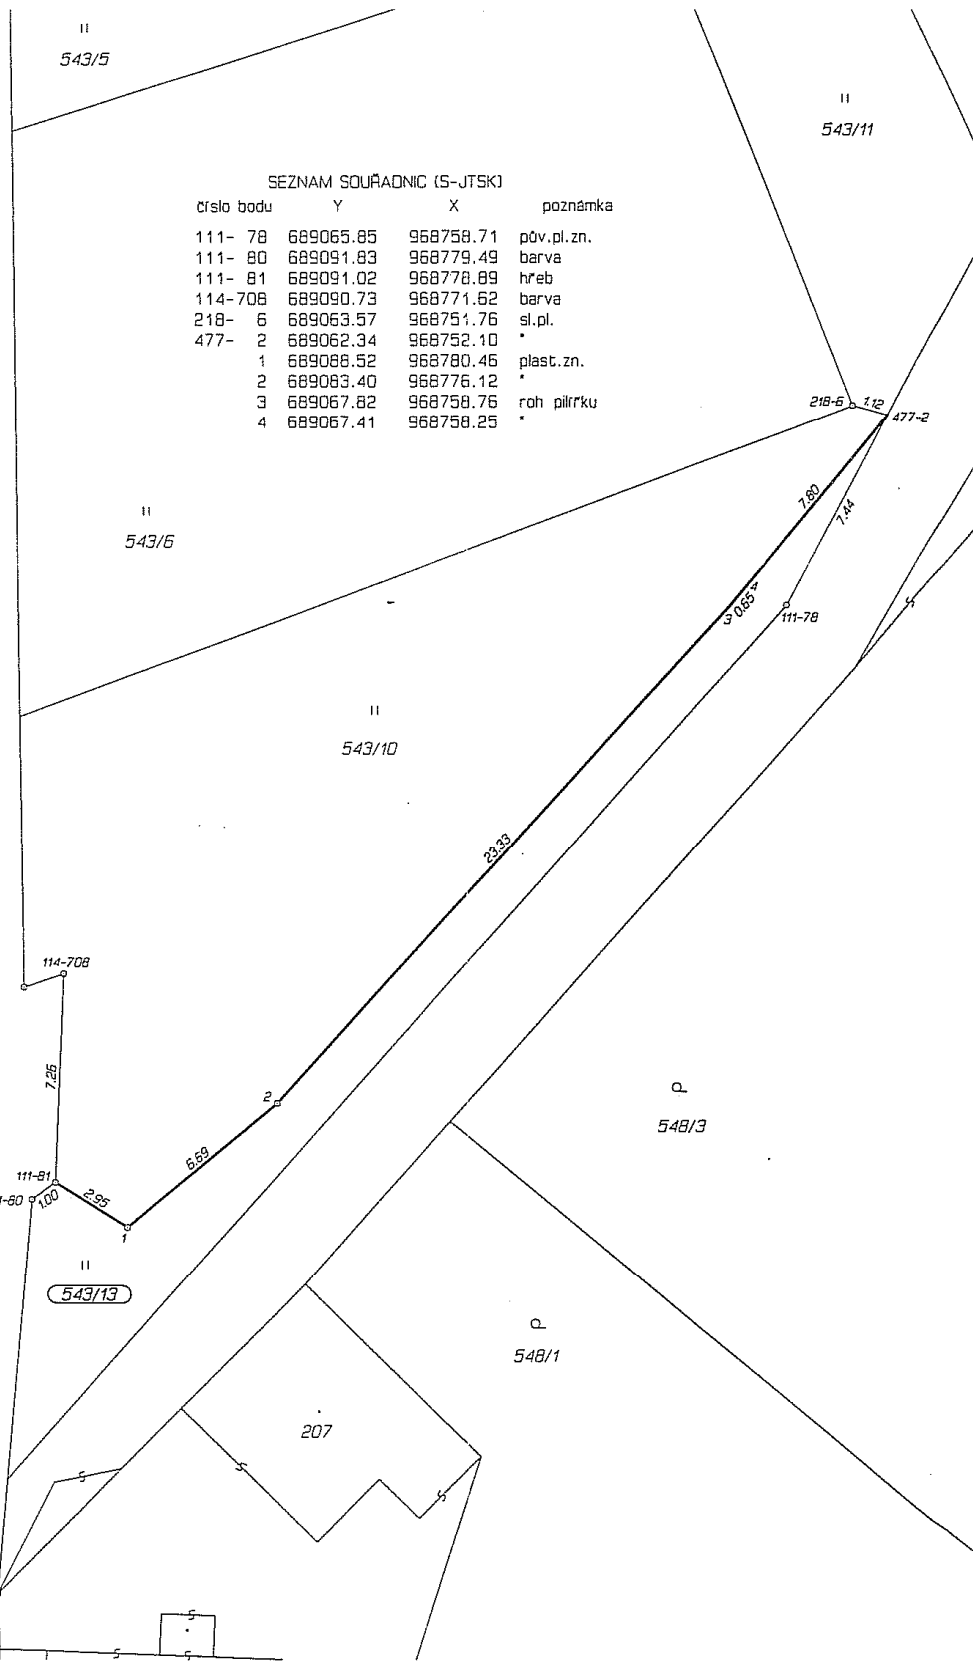 543/5
543/11
SEZNAM SOUŘADNIC (S-JTSK)
číslo bodu Y X poznámka
111- 78 689065.85 968758.71 pův.pl.zn.
111- 80 689091.83 968779.49 barva
111- 81 689091.02 968778.89 hřeb
114-708 689090.73 968771.62 barva
218- 6 689063.57 968751.76 sl.pl.
477- 2 689062.34 968752.10 "
1 689088.52 968780.46 plast.zn.
2 689083.40 968776.12 "
3 689067.82 968758.76 roh pilířku
4 689067.41 968758.25 "
218-6 1.12
477-2
7.80
7.44
543/6
3 0.65 4
111-78
543/10
23.33
114-708
7.26
2
548/3
6.69
111-81
1-80 1.00 2.95
1
543/13
548/1
207